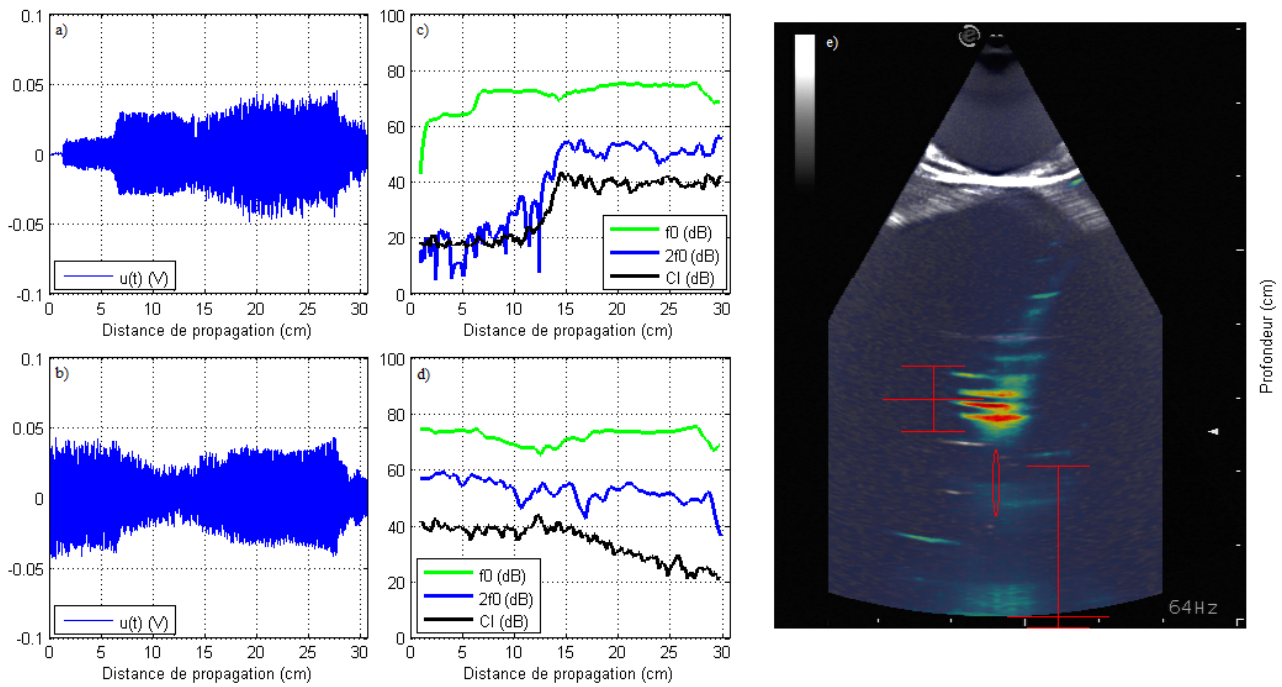 a)
0.1
0.05
0
-0.05
-0.1
u(t) (V)
0 5 10 15 20 25 30
Distance de propagation (cm)
c)
100
80
60
40
20
0
f0 (dB)
2f0 (dB)
CI (dB)
0 5 10 15 20 25 30
Distance de propagation (cm)
b)
0.1
0.05
0
-0.05
-0.1
u(t) (V)
0 5 10 15 20 25 30
Distance de propagation (cm)
d)
100
80
60
40
20
0
f0 (dB)
2f0 (dB)
CI (dB)
0 5 10 15 20 25 30
Distance de propagation (cm)
e)
e
Profondeur (cm)
64Hz